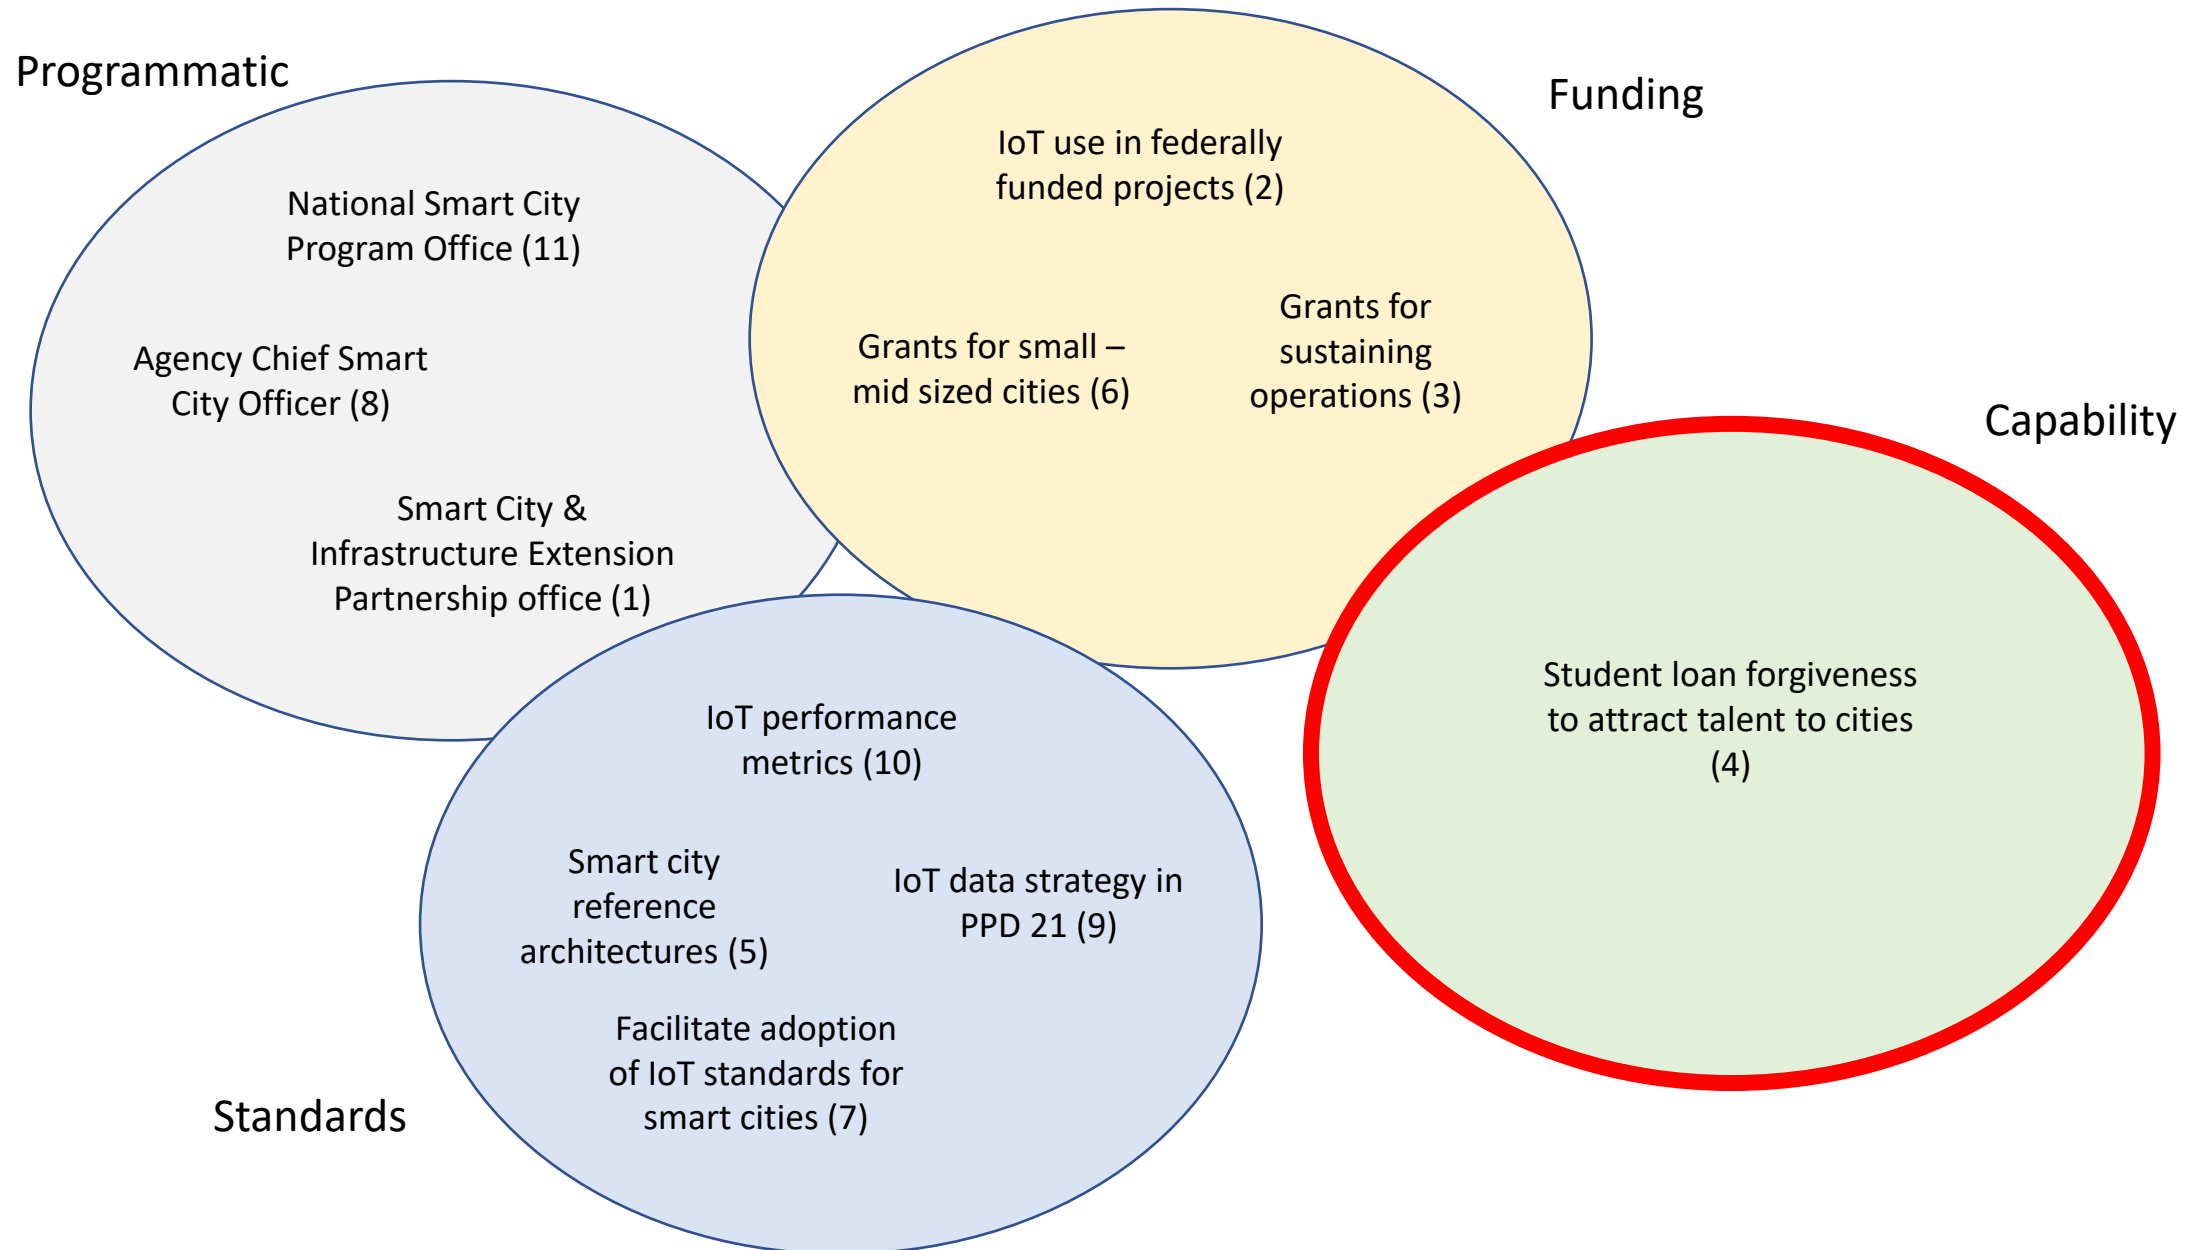 Programmatic
National Smart City
Program Office (11)
Agency Chief Smart
City Officer (8)
Smart City &
Infrastructure Extension
Partnership office (1)
Funding
IoT use in federally
funded projects (2)
Grants for small –
mid sized cities (6)
Grants for
sustaining
operations (3)
Capability
Student loan forgiveness
to attract talent to cities
(4)
Standards
IoT performance
metrics (10)
Smart city
reference
architectures (5)
IoT data strategy in
PPD 21 (9)
Facilitate adoption
of IoT standards for
smart cities (7)